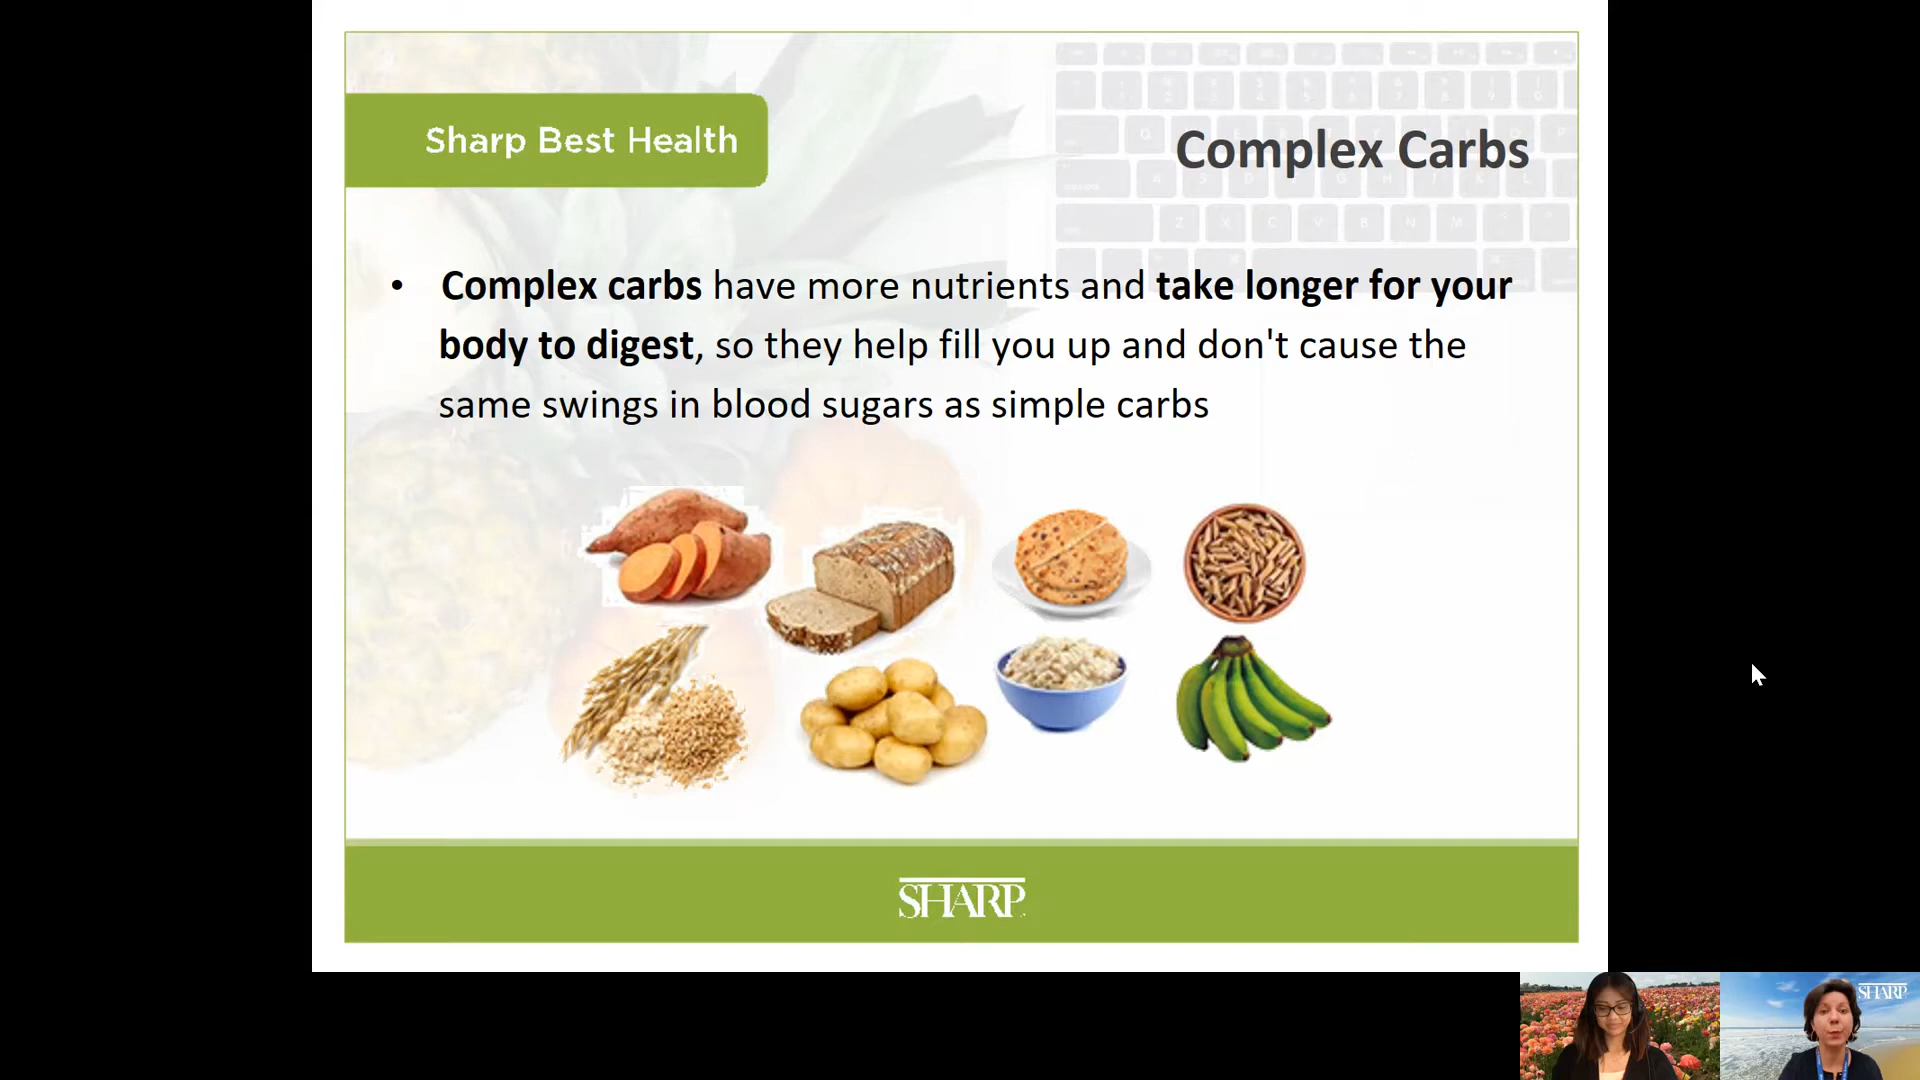 Sharp Best Health
Complex Carbs
• Complex carbs have more nutrients and take longer for your
body to digest, so they help fill you up and don't cause the
same swings in blood sugars as simple carbs
SHARP
SHARP